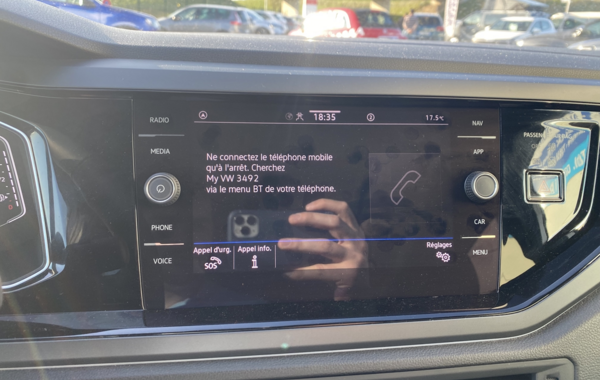 RADIO
MEDIA
PHONE
VOICE
18:35
17.5°C
Ne connectez le téléphone mobile
qu'à l'arrêt. Cherchez
My VW 3492
via le menu BT de votre téléphone.
Appel d'urg.
SOS
Appel info.
Réglages
NAV
APP
CAR
MENU